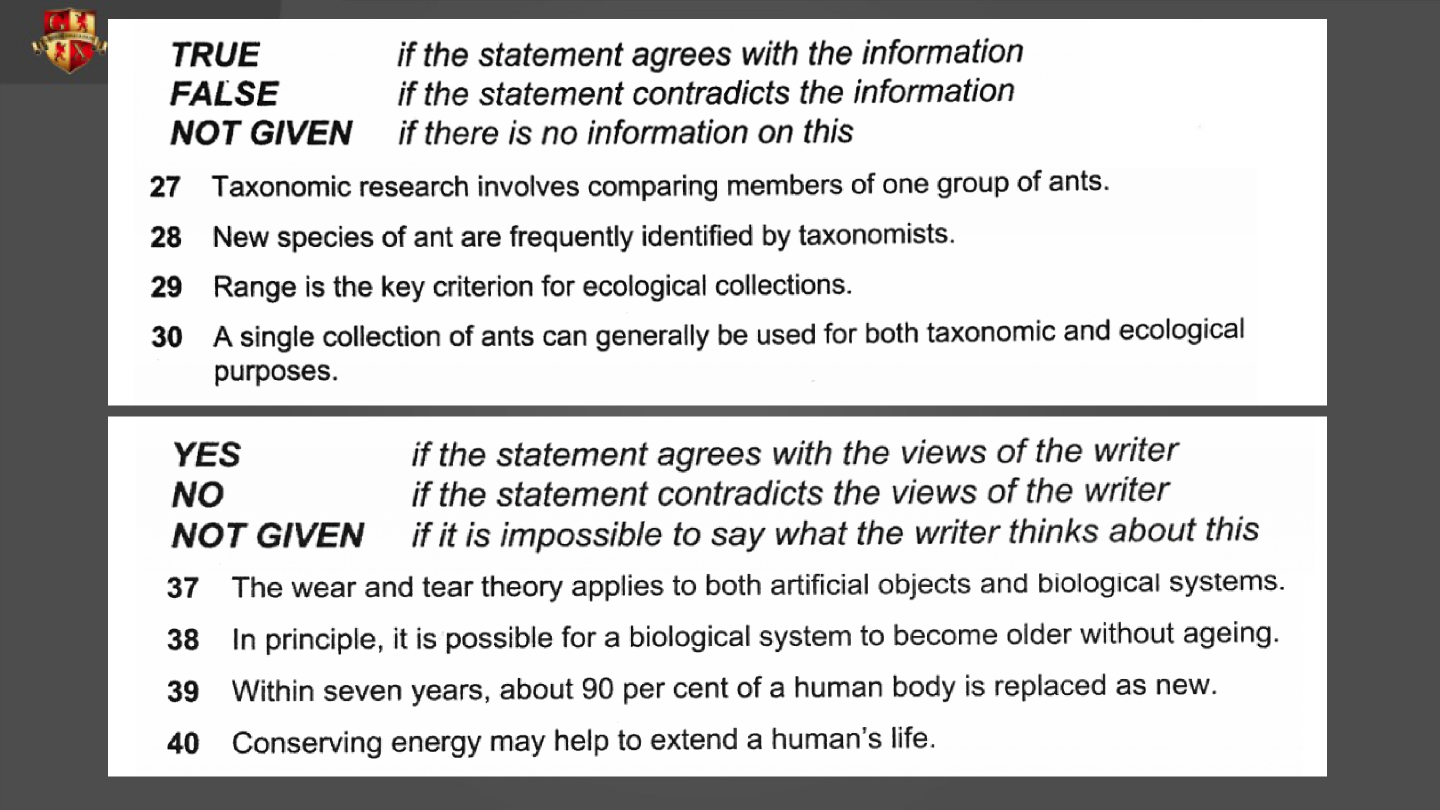 TRUE if the statement agrees with the information
FALSE if the statement contradicts the information
NOT GIVEN if there is no information on this
27 Taxonomic research involves comparing members of one group of ants.
28 New species of ant are frequently identified by taxonomists.
29 Range is the key criterion for ecological collections.
30 A single collection of ants can generally be used for both taxonomic and ecological
purposes.
YES if the statement agrees with the views of the writer
NO if the statement contradicts the views of the writer
NOT GIVEN if it is impossible to say what the writer thinks about this
37 The wear and tear theory applies to both artificial objects and biological systems.
38 In principle, it is possible for a biological system to become older without ageing.
39 Within seven years, about 90 per cent of a human body is replaced as new.
40 Conserving energy may help to extend a human's life.